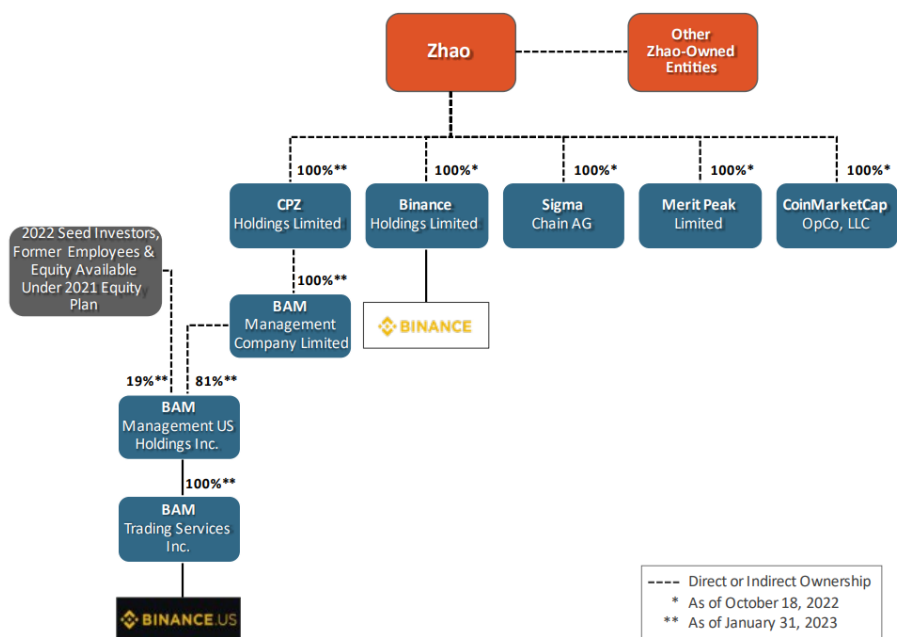 Zhao
Other
Zhao-Owned
Entities
100%**
100%*
100%*
100%*
100%*
CPZ
Holdings Limited
Binance
Holdings Limited
Sigma
Chain AG
Merit Peak
Limited
CoinMarketCap
OpCo, LLC
2022 Seed Investors,
Former Employees &
Equity Available
Under 2021 Equity
Plan
100%**
BAM
Management
Company Limited
BINANCE
19%**
81%**
BAM
Management US
Holdings Inc.
100%**
BAM
Trading Services
Inc.
BINANCE.US
---- Direct or Indirect Ownership
* As of October 18, 2022
** As of January 31, 2023